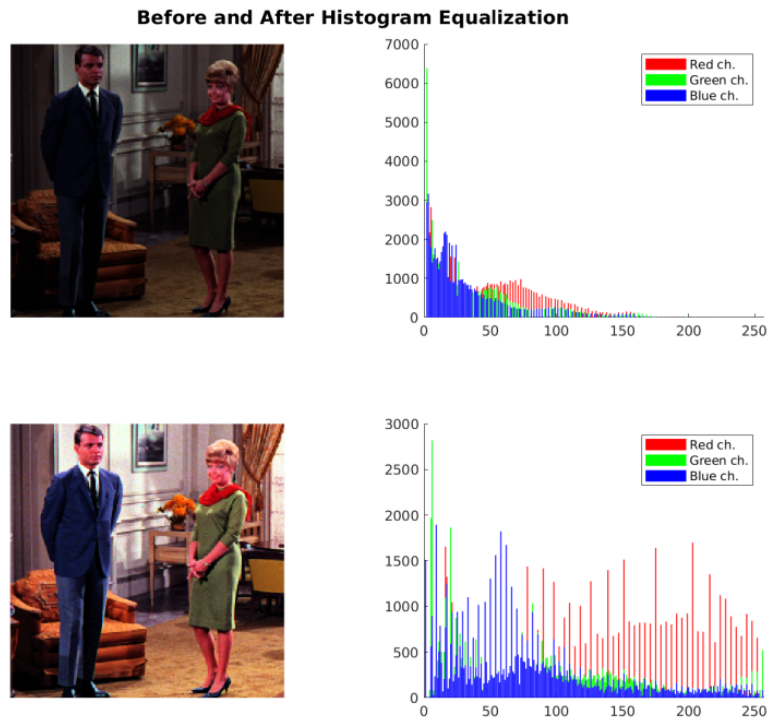 Before and After Histogram Equalization
7000
6000
5000
4000
3000
2000
1000
0
0 50 100 150 200 250
Red ch.
Green ch.
Blue ch.
3000
2500
2000
1500
1000
500
0
0 50 100 150 200 250
Red ch.
Green ch.
Blue ch.